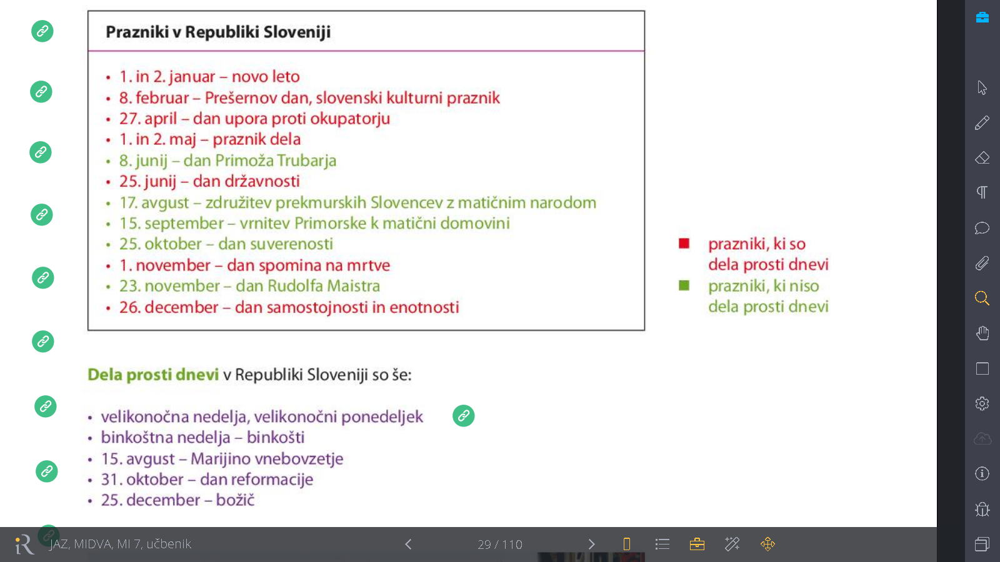 Prazniki v Republiki Sloveniji
• 1. in 2. januar – novo leto
• 8. februar – Prešernov dan, slovenski kulturni praznik
• 27. april – dan upora proti okupatorju
• 1. in 2. maj – praznik dela
• 8. junij – dan Primoža Trubarja
• 25. junij – dan državnosti
• 17. avgust – združitev prekmurskih Slovencev z matičnim narodom
• 15. september – vrnitev Primorske k matični domovini
• 25. oktober – dan suverenosti
• 1. november – dan spomina na mrtve
• 23. november – dan Rudolfa Maistra
• 26. december – dan samostojnosti in enotnosti
prazniki, ki so
dela prosti dnevi
prazniki, ki niso
dela prosti dnevi
Dela prosti dnevi v Republiki Sloveniji so še:
• velikonočna nedelja, velikonočni ponedeljek
• binkoštna nedelja – binkošti
• 15. avgust – Marijino vnebovzetje
• 31. oktober – dan reformacije
• 25. december – božič
iR JAZ, MIDVA, MI 7, učbenik
29 / 110